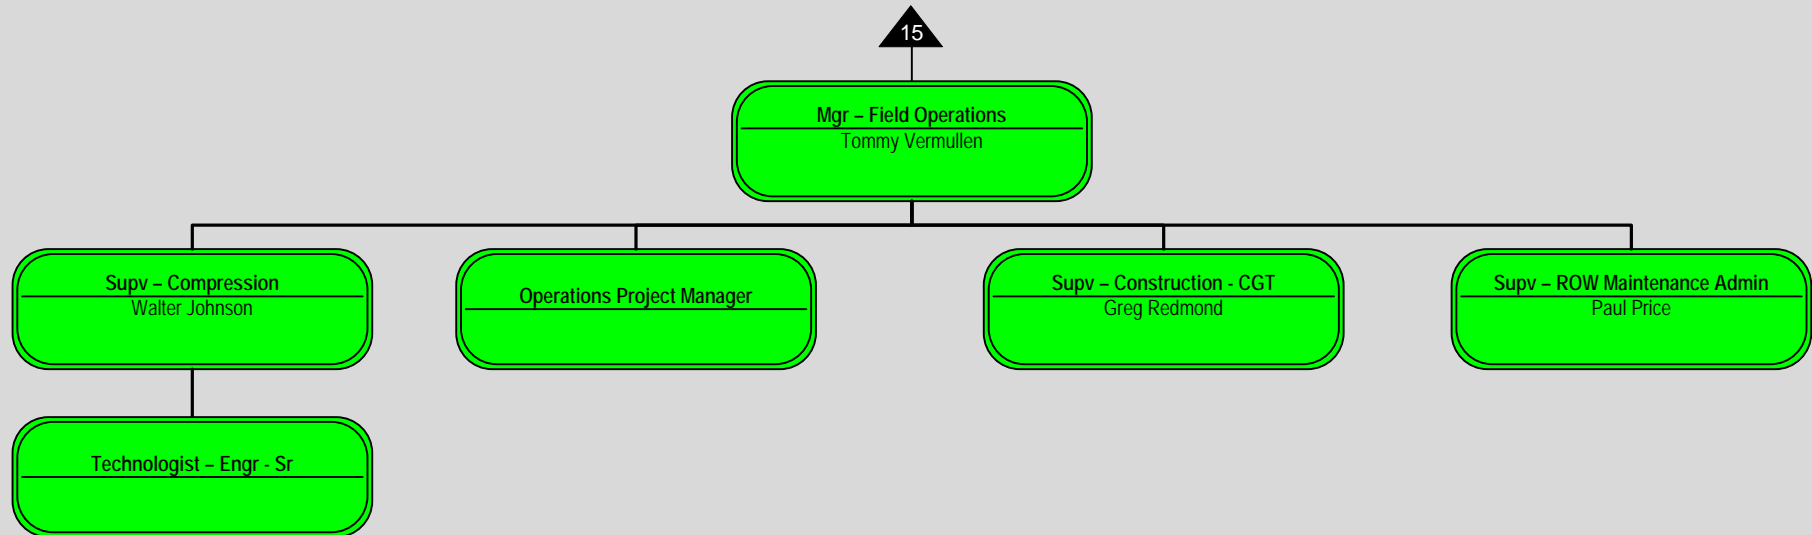 15
Mgr – Field Operations
Tommy Vermullen
Supv – Compression
Walter Johnson
Operations Project Manager
Supv – Construction - CGT
Greg Redmond
Supv – ROW Maintenance Admin
Paul Price
Technologist – Engr - Sr